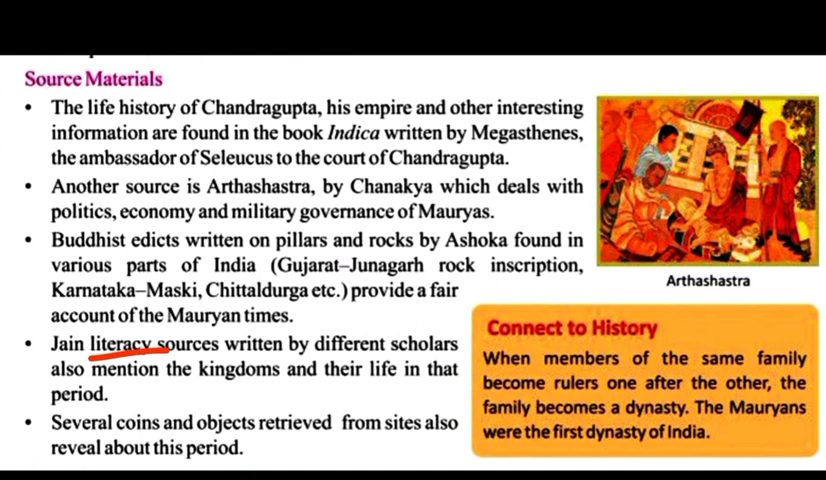 Source Materials
• The life history of Chandragupta, his empire and other interesting
information are found in the book Indica written by Megasthenes,
the ambassador of Seleucus to the court of Chandragupta.
• Another source is Arthashastra, by Chanakya which deals with
politics, economy and military governance of Mauryas.
• Buddhist edicts written on pillars and rocks by Ashoka found in
various parts of India (Gujarat–Junagarh rock inscription,
Karnataka–Maski, Chittaldurga etc.) provide a fair
account of the Mauryan times.
• Jain literacy sources written by different scholars
also mention the kingdoms and their life in that
period.
• Several coins and objects retrieved from sites also
reveal about this period.
Arthashastra
Connect to History
When members of the same family
become rulers one after the other, the
family becomes a dynasty. The Mauryans
were the first dynasty of India.